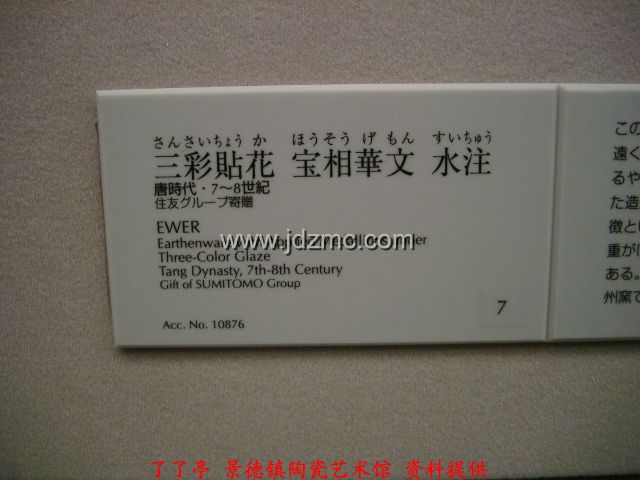 さんさいちょう か ほうそう げ もん すいちゅう
三彩貼花 宝相華文 水注
唐時代・7〜8世紀
住友グループ寄贈
EWER
Earthenware
Three-Color Glaze
Tang Dynasty, 7th-8th Century
Gift of SUMITOMO Group
Acc. No. 10876
7
この
遠く
るや
た造
徴とい
重が
ある。
州窯で
www.jdzmo.com
了了亭 景德镇陶瓷艺术馆 资料提供